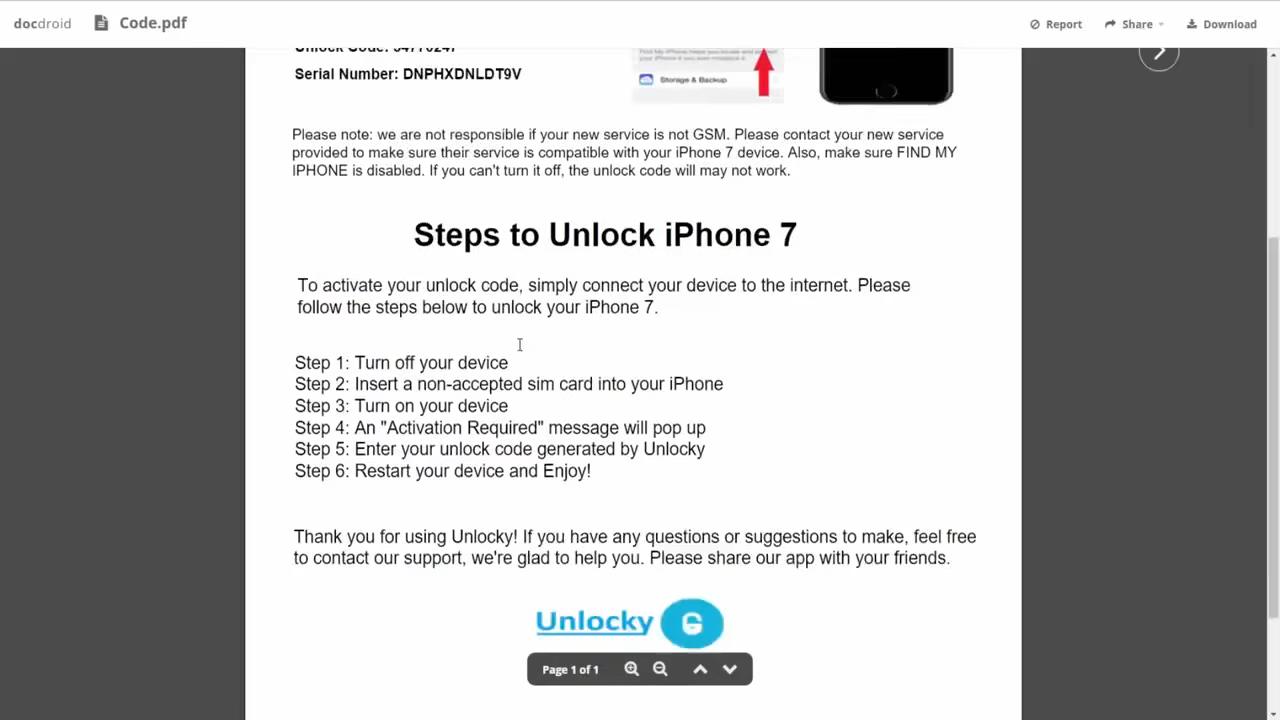 docdroid Code.pdf Report Share Download
Unlock Code:
Serial Number: DNPHXDNLDT9V
Storage & Backup
Please note: we are not responsible if your new service is not GSM. Please contact your new service
provided to make sure their service is compatible with your iPhone 7 device. Also, make sure FIND MY
IPHONE is disabled. If you can't turn it off, the unlock code will may not work.
Steps to Unlock iPhone 7
To activate your unlock code, simply connect your device to the internet. Please
follow the steps below to unlock your iPhone 7.
Step 1: Turn off your device
Step 2: Insert a non-accepted sim card into your iPhone
Step 3: Turn on your device
Step 4: An "Activation Required" message will pop up
Step 5: Enter your unlock code generated by Unlocky
Step 6: Restart your device and Enjoy!
Thank you for using Unlocky! If you have any questions or suggestions to make, feel free
to contact our support, we're glad to help you. Please share our app with your friends.
Unlocky
Page 1 of 1